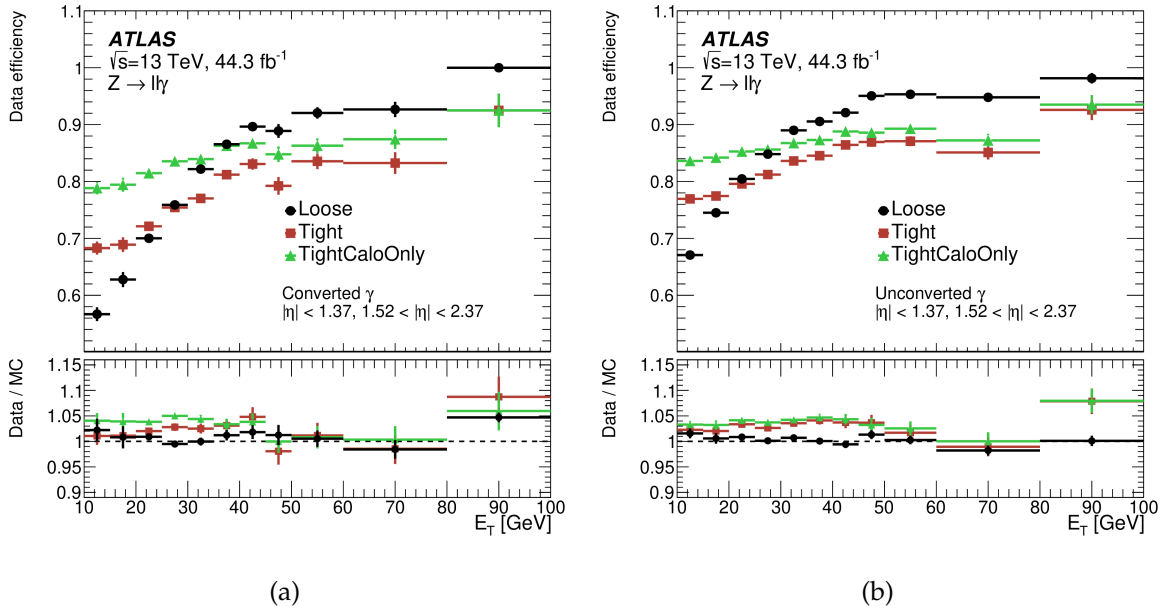 Data efficiency
1
0.9
0.8
0.7
0.6
ATLAS
√s=13 TeV, 44.3 fb-1
Z → llγ
Loose
Tight
TightCaloOnly
Converted γ
|η| < 1.37, 1.52 < |η| < 2.37
Data / MC
1.15
1.1
1.05
1
0.95
0.9
10 20 30 40 50 60 70 80 90 100
ET [GeV]
(a)
Data efficiency
1
0.9
0.8
0.7
0.6
ATLAS
√s=13 TeV, 44.3 fb-1
Z → llγ
Loose
Tight
TightCaloOnly
Unconverted γ
|η| < 1.37, 1.52 < |η| < 2.37
Data / MC
1.15
1.1
1.05
1
0.95
0.9
10 20 30 40 50 60 70 80 90 100
ET [GeV]
(b)